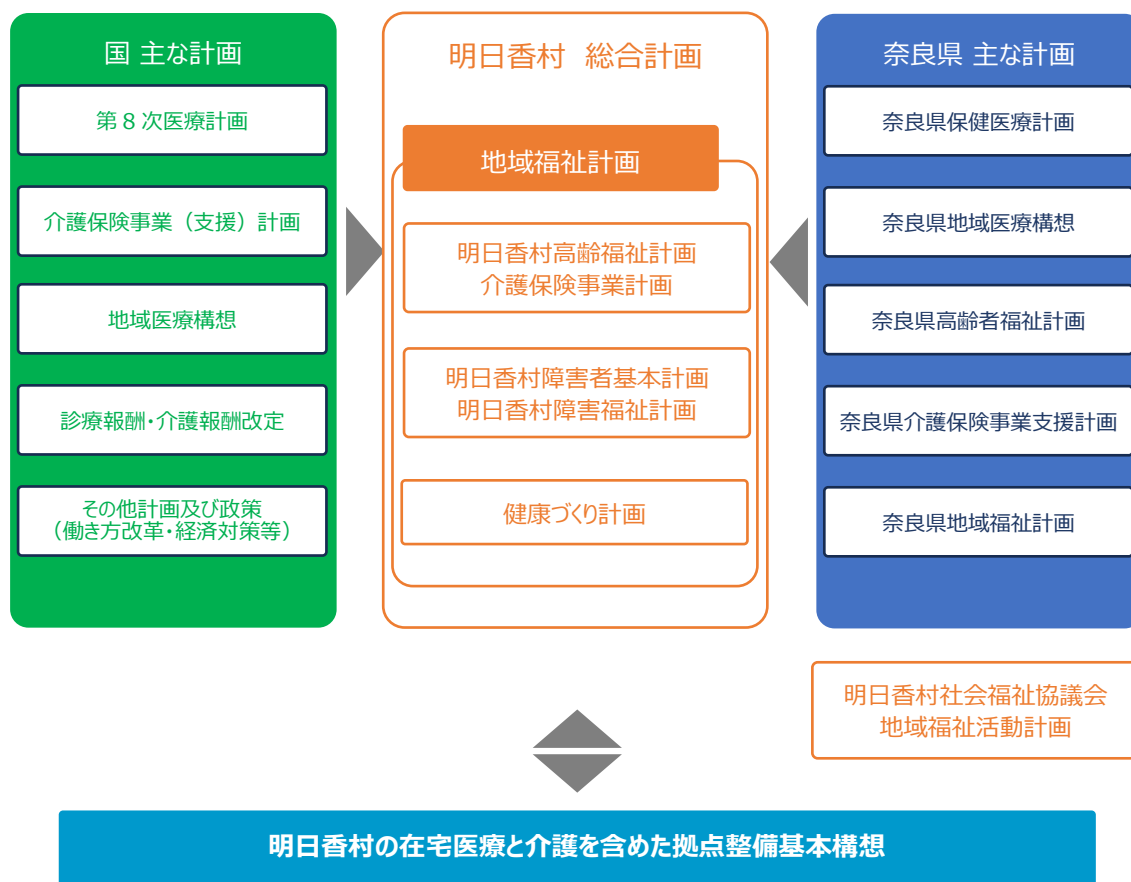 国 主な計画
第8次医療計画
介護保険事業（支援）計画
地域医療構想
診療報酬・介護報酬改定
その他計画及び政策
（働き方改革・経済対策等）
明日香村 総合計画
地域福祉計画
明日香村高齢福祉計画
介護保険事業計画
明日香村障害者基本計画
明日香村障害福祉計画
健康づくり計画
奈良県 主な計画
奈良県保健医療計画
奈良県地域医療構想
奈良県高齢者福祉計画
奈良県介護保険事業支援計画
奈良県地域福祉計画
明日香村社会福祉協議会
地域福祉活動計画
明日香村の在宅医療と介護を含めた拠点整備基本構想